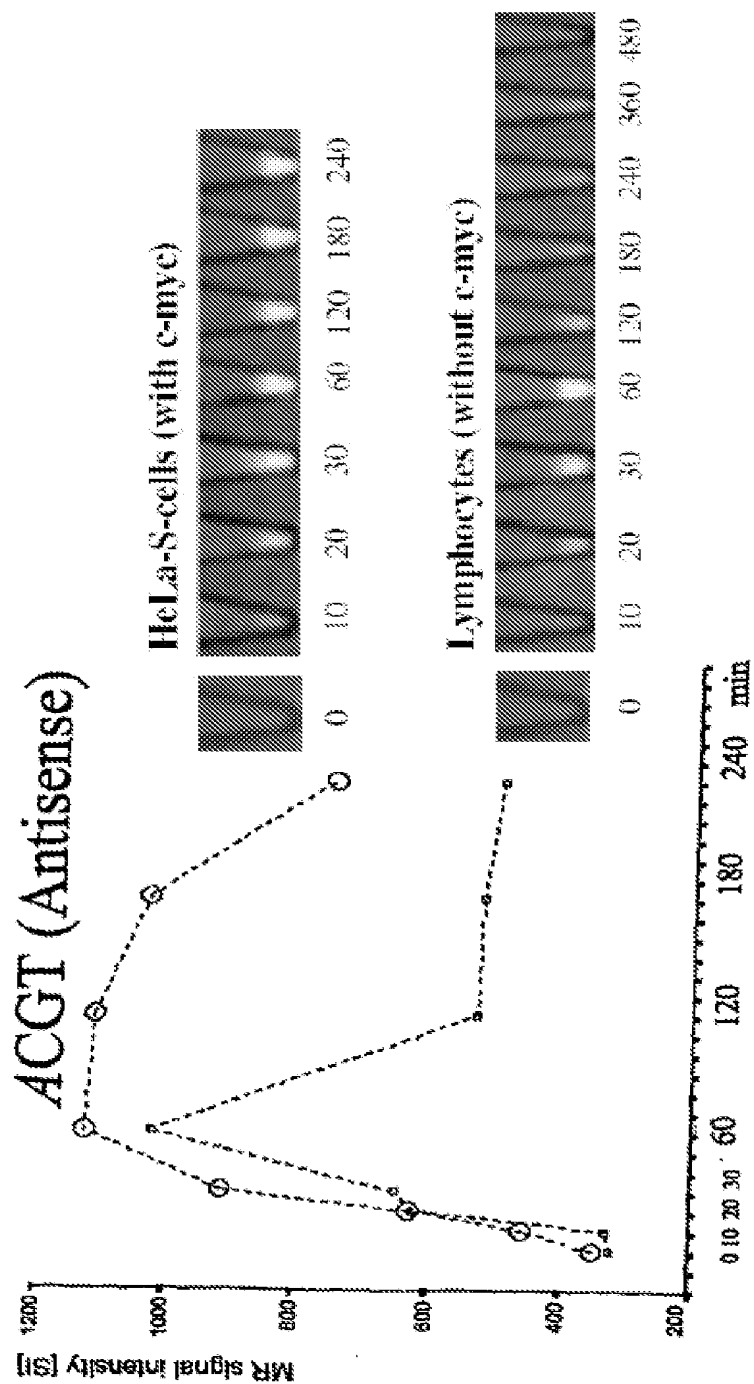 ACGT (Antisense)
MR signal intensity [SI]
1200
1000
800
600
400
200
0 10 20 30 60 120 180 240 min
HeLa-S-cells (with c-myc)
0 10 20 30 60 120 180 240
Lymphocytes (without c-myc)
0 10 20 30 60 120 180 240 360 480